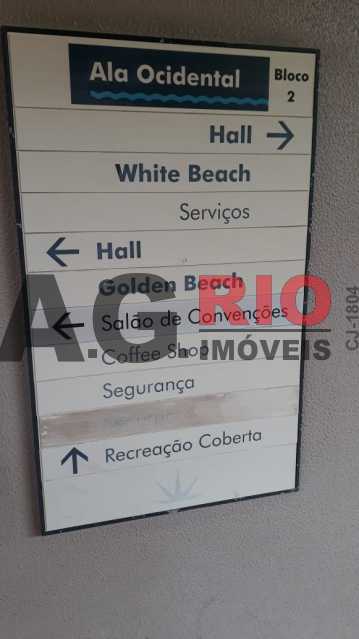 Ala Ocidental
Bloco
2
Hall
White Beach
Serviços
Hall
Golden Beach
Salão de Convenções
Coffee Shop
Segurança
Recreação Coberta
A.G RIO
IMÓVEIS
CJ-1804